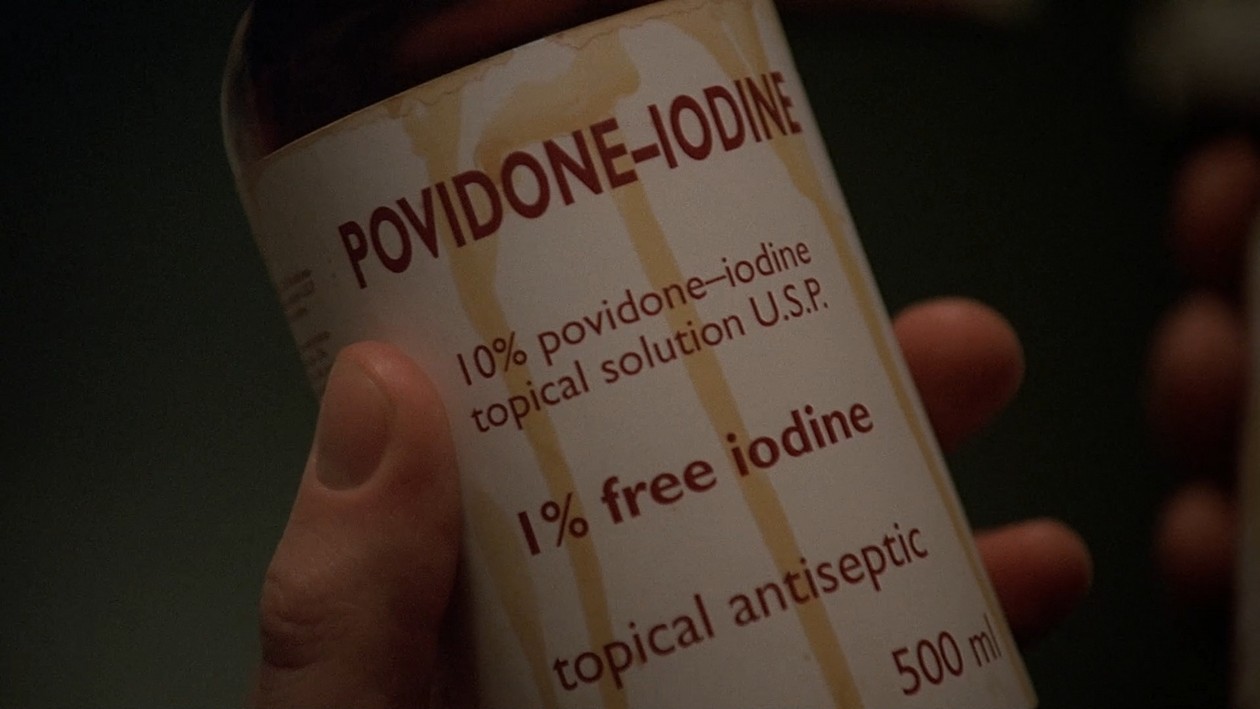 POVIDONE–IODINE
10% povidone–iodine
topical solution U.S.P.
1% free iodine
topical antiseptic
500 ml